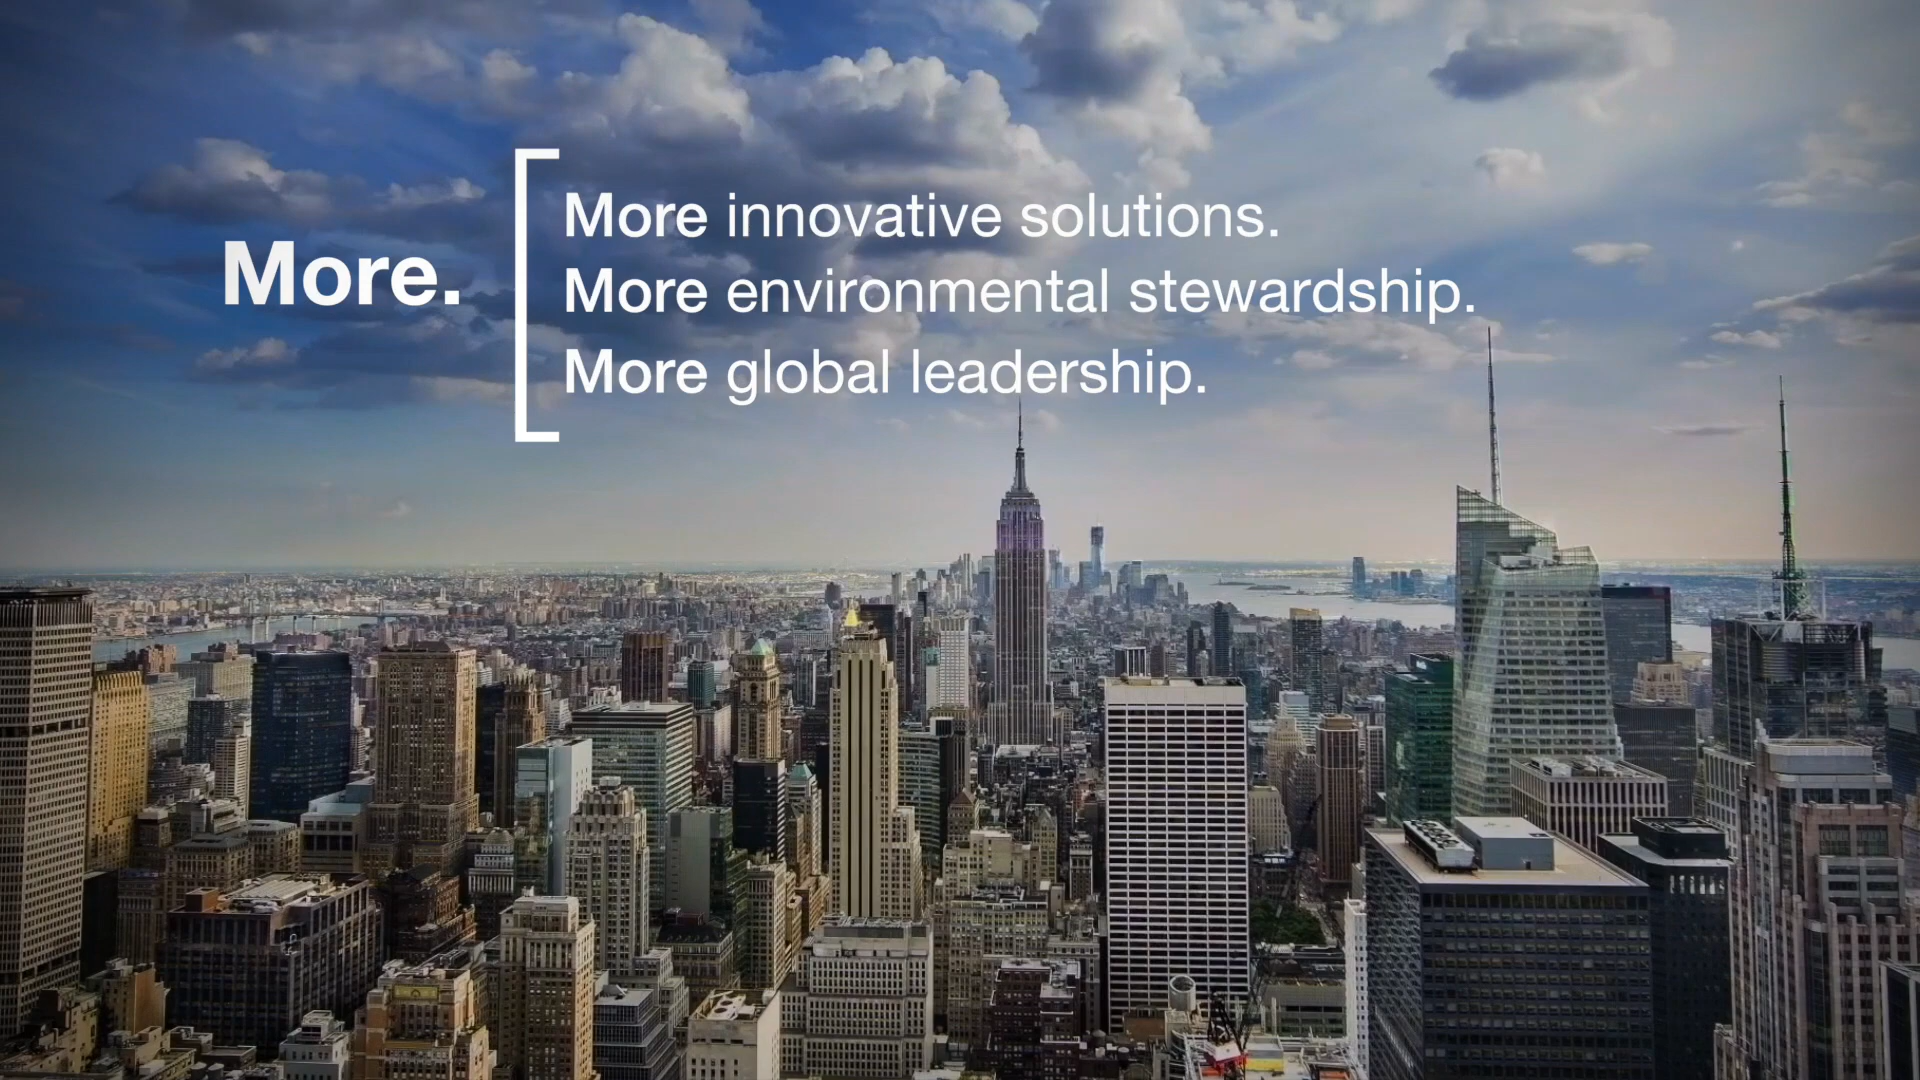 More.
More innovative solutions.
More environmental stewardship.
More global leadership.